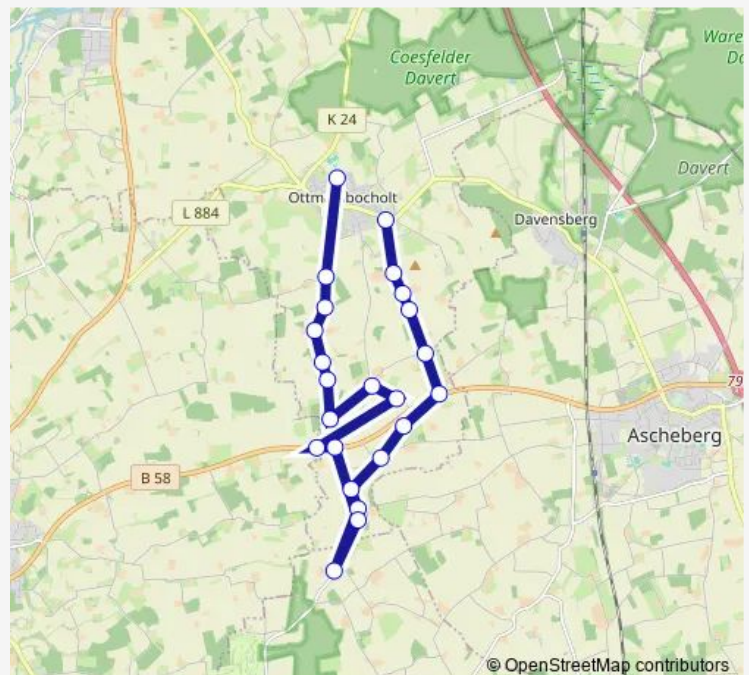 Coesfelder
Davert
Ware
Da
K 24
Davert
L 884
Davensberg
79
Ascheberg
B 58
© OpenStreetMap contributors